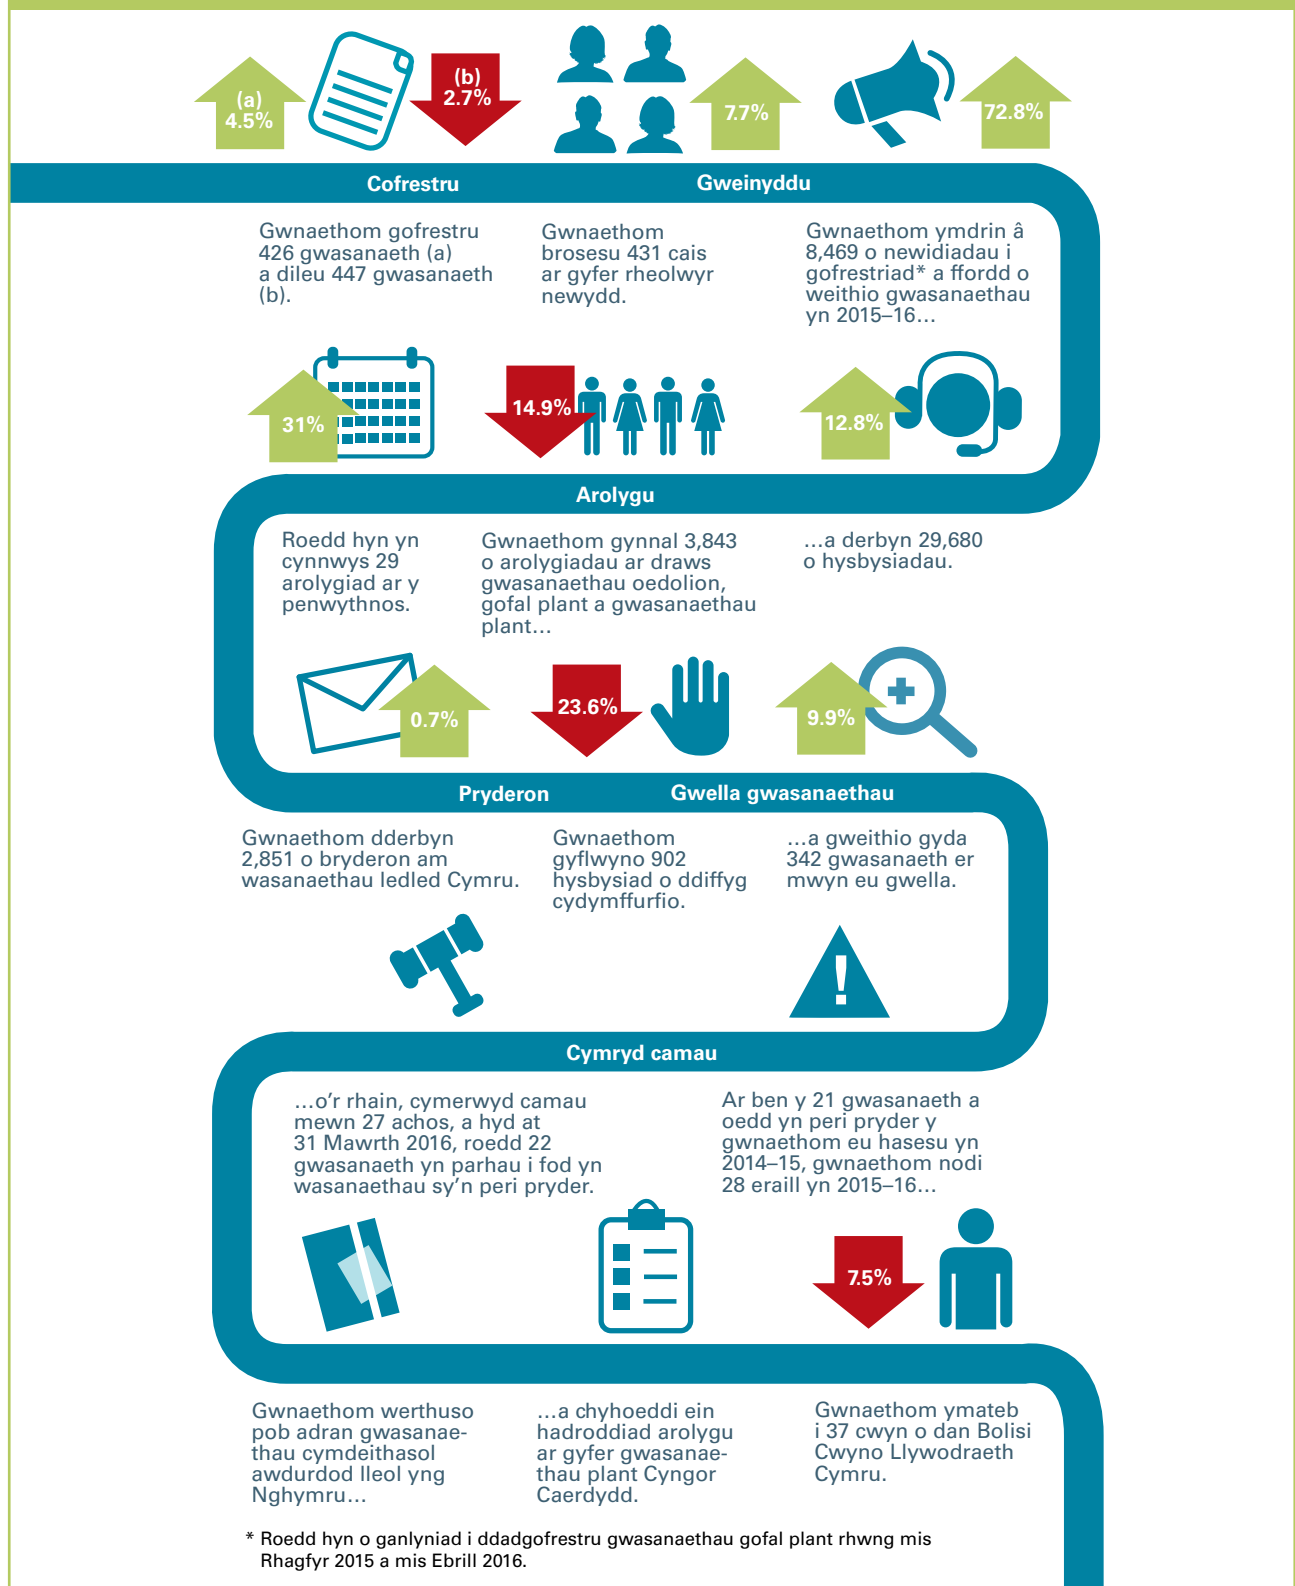 (a)
4.5%
(b)
2.7%
7.7%
72.8%
Cofrestru
Gweinyddu
Gwnaethom gofrestru
426 gwasanaeth (a)
a dileu 447 gwasanaeth
(b).
Gwnaethom
brosesu 431 cais
ar gyfer rheolwyr
newydd.
Gwnaethom ymdrin â
8,469 o newidiadau i
gofrestriad* a ffordd o
weithio gwasanaethau
yn 2015–16…
31%
14.9%
12.8%
Arolygu
Roedd hyn yn
cynnwys 29
arolygiad ar y
penwythnos.
Gwnaethom gynnal 3,843
o arolygiadau ar draws
gwasanaethau oedolion,
gofal plant a gwasanaethau
plant…
…a derbyn 29,680
o hysbysiadau.
0.7%
23.6%
9.9%
Pryderon
Gwella gwasanaethau
Gwnaethom dderbyn
2,851 o bryderon am
wasanaethau ledled Cymru.
Gwnaethom
gyflwyno 902
hysbysiad o ddiffyg
cydymffurfio.
…a gweithio gyda
342 gwasanaeth er
mwyn eu gwella.
!
Cymryd camau
…o'r rhain, cymerwyd camau
mewn 27 achos, a hyd at
31 Mawrth 2016, roedd 22
gwasanaeth yn parhau i fod yn
wasanaethau sy'n peri pryder.
Ar ben y 21 gwasanaeth a
oedd yn peri pryder y
gwnaethom eu hasesu yn
2014–15, gwnaethom nodi
28 eraill yn 2015–16…
7.5%
Gwnaethom werthuso
pob adran gwasanae-
thau cymdeithasol
awdurdod lleol yng
Nghymru…
…a chyhoeddi ein
hadroddiad arolygu
ar gyfer gwasanae-
thau plant Cyngor
Caerdydd.
Gwnaethom ymateb
i 37 cwyn o dan Bolisi
Cwyno Llywodraeth
Cymru.
* Roedd hyn o ganlyniad i ddadgofrestru gwasanaethau gofal plant rhwng mis
Rhagfyr 2015 a mis Ebrill 2016.